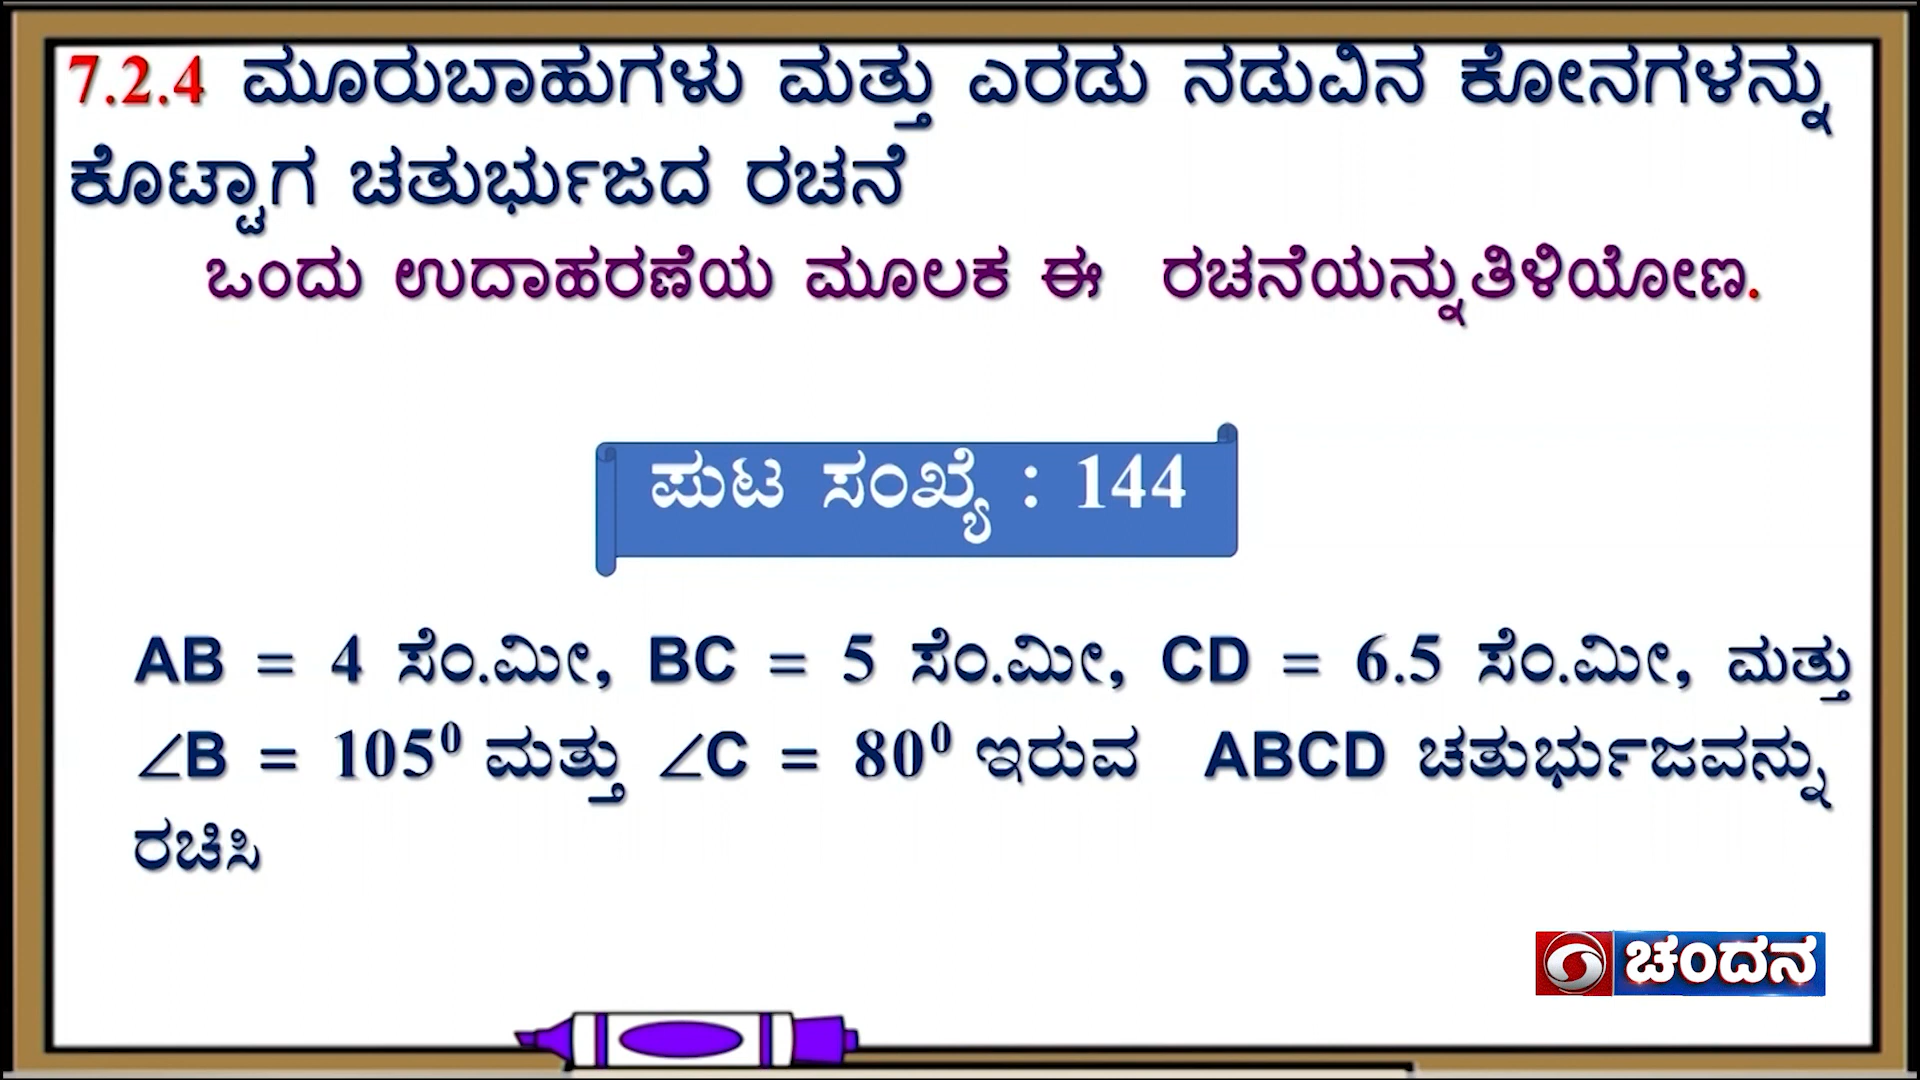 7.2.4 ಮೂರುಬಾಹುಗಳು ಮತ್ತು ಎರಡು ನಡುವಿನ ಕೋನಗಳನ್ನು
ಕೊಟ್ಟಾಗ ಚತುರ್ಭುಜದ ರಚನೆ
ಒಂದು ಉದಾಹರಣೆಯ ಮೂಲಕ ಈ ರಚನೆಯನ್ನು ತಿಳಿಯೋಣ.
ಪುಟ ಸಂಖ್ಯೆ : 144
AB = 4 ಸೆಂ.ಮೀ, BC = 5 ಸೆಂ.ಮೀ, CD = 6.5 ಸೆಂ.ಮೀ, ಮತ್ತು
∠B = 105⁰ ಮತ್ತು ∠C = 80⁰ ಇರುವ ABCD ಚತುರ್ಭುಜವನ್ನು
ರಚಿಸಿ
ಚಂದನ